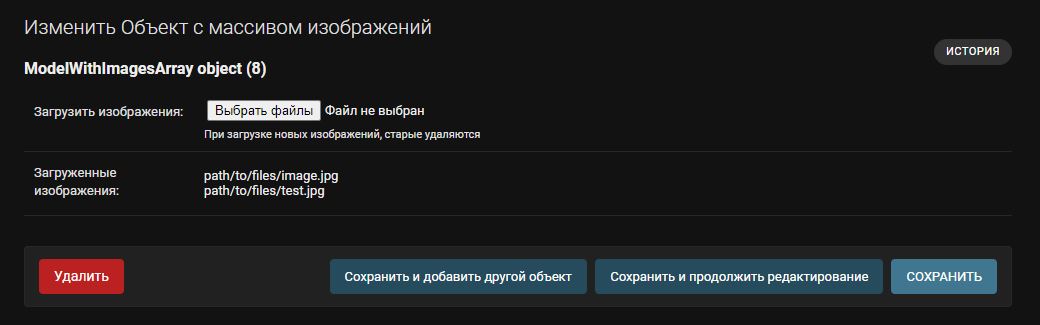 Изменить Объект с массивом изображений
ИСТОРИЯ
ModelWithImagesArray object (8)
Загрузить изображения: Выбрать файлы Файл не выбран
При загрузке новых изображений, старые удаляются
Загруженные
изображения:
path/to/files/image.jpg
path/to/files/test.jpg
Удалить Сохранить и добавить другой объект Сохранить и продолжить редактирование СОХРАНИТЬ